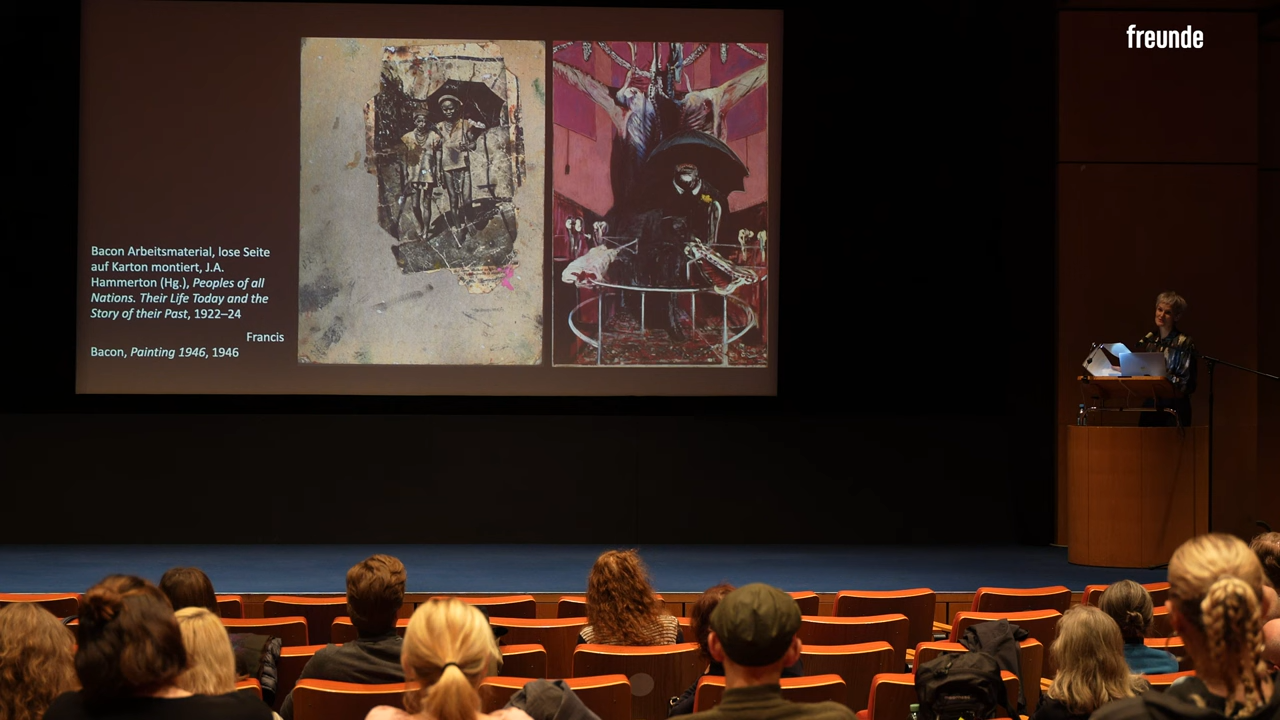 freunde
Bacon Arbeitsmaterial, lose Seite
auf Karton montiert, J.A.
Hammerton (Hg.), Peoples of all
Nations. Their Life Today and the
Story of their Past, 1922–24
Francis
Bacon, Painting 1946, 1946